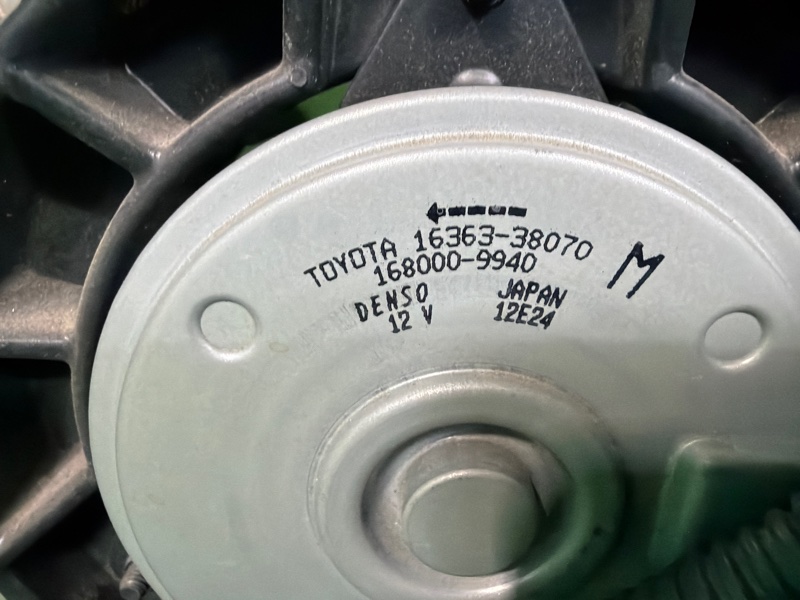 TOYOTA 16363-38070
168000-9940
DENSO JAPAN
12 V 12E24
M